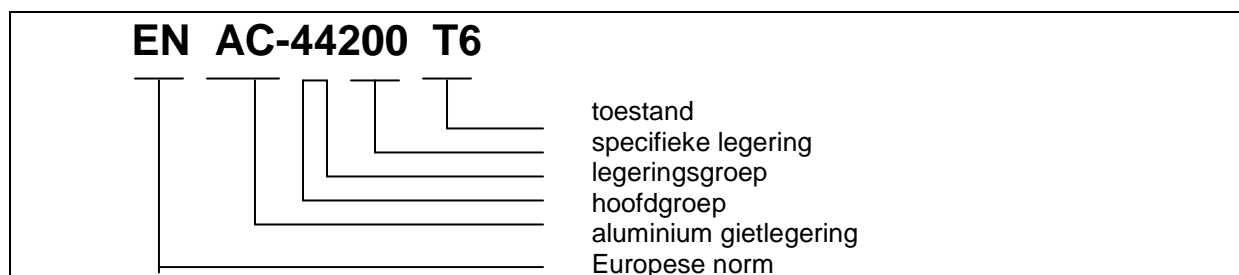 EN AC-44200 T6
toestand
specifieke legering
legeringsgroep
hoofdgroep
aluminium gietlegering
Europese norm